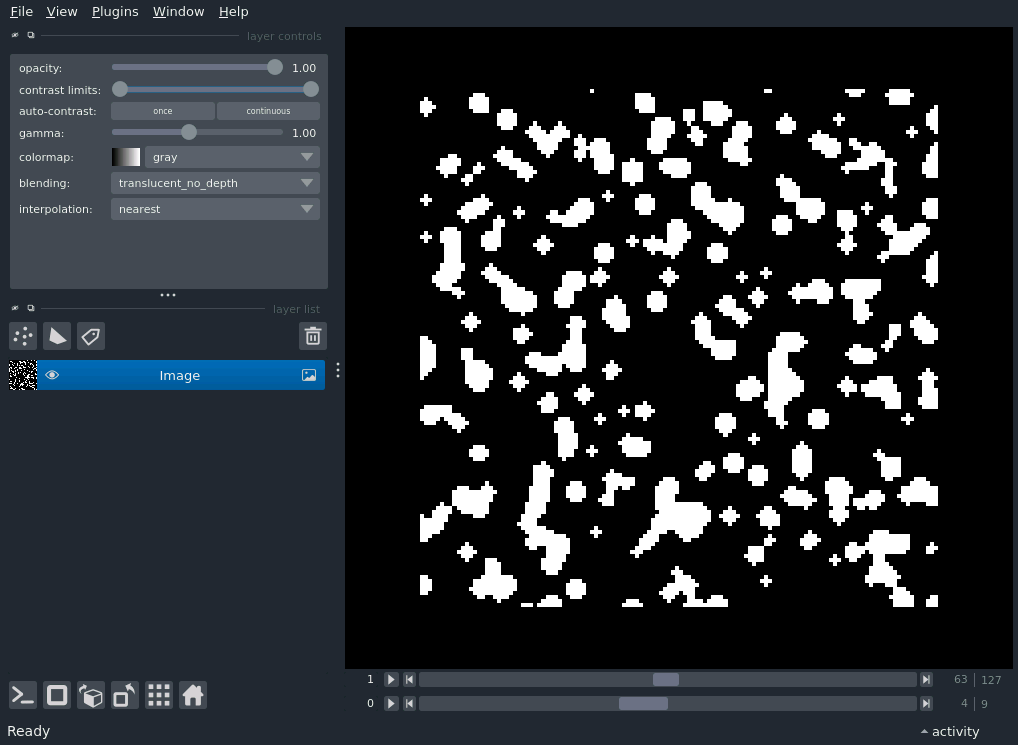 File View Plugins Window Help
layer controls
opacity: 1.00
contrast limits:
auto-contrast: once continuous
gamma: 1.00
colormap: gray
blending: translucent_no_depth
interpolation: nearest
layer list
Image
1 63 127
0 4 9
Ready activity